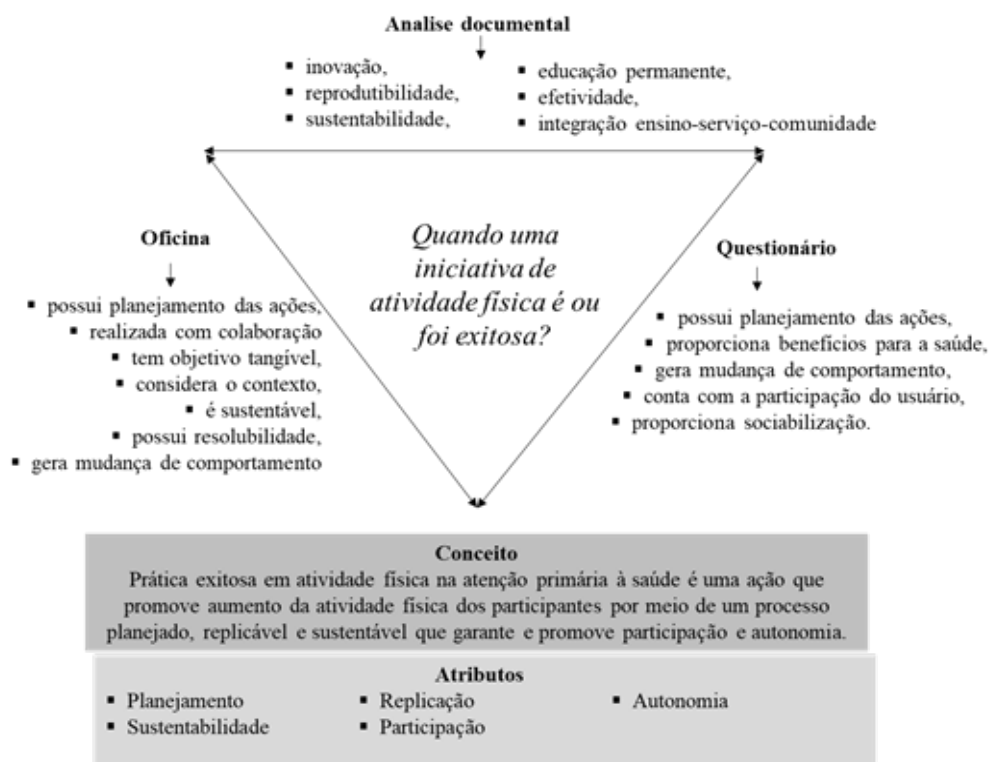 Analise documental
▪ inovação,
▪ reprodutibilidade,
▪ sustentabilidade,
▪ educação permanente,
▪ efetividade,
▪ integração ensino-serviço-comunidade
Oficina
▪ possui planejamento das ações,
▪ realizada com colaboração
▪ tem objetivo tangível,
▪ considera o contexto,
▪ é sustentável,
▪ possui resolubilidade,
▪ gera mudança de comportamento
Quando uma
iniciativa de
atividade física é ou
foi exitosa?
Questionário
▪ possui planejamento das ações,
▪ proporciona benefícios para a saúde,
▪ gera mudança de comportamento,
▪ conta com a participação do usuário,
▪ proporciona sociabilização.
Conceito
Prática exitosa em atividade física na atenção primária à saúde é uma ação que
promove aumento da atividade física dos participantes por meio de um processo
planejado, replicável e sustentável que garante e promove participação e autonomia.
Atributos
▪ Planejamento
▪ Sustentabilidade
▪ Replicação
▪ Participação
▪ Autonomia